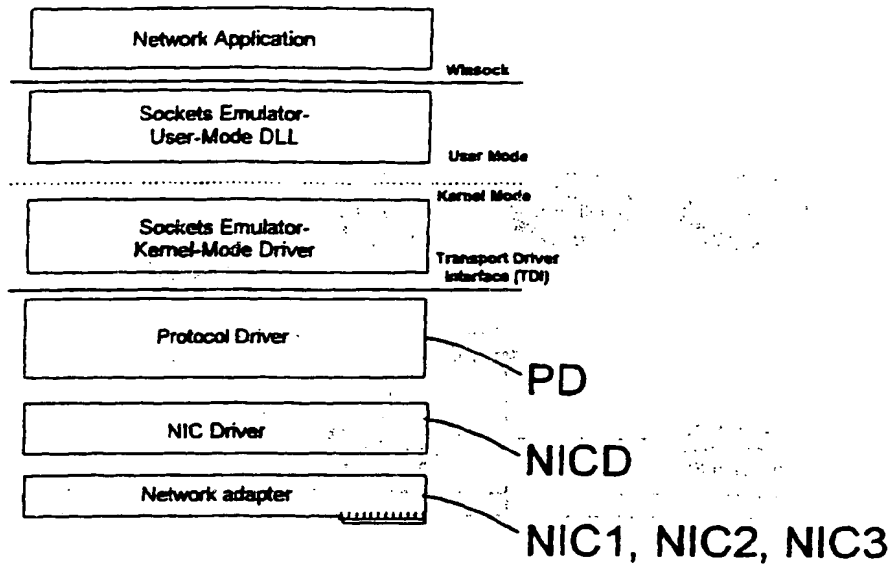 Network Application
Winsock
Sockets Emulator-
User-Mode DLL
User Mode
Kernel Mode
Sockets Emulator-
Kernel-Mode Driver
Transport Driver
Interface (TDI)
Protocol Driver
PD
NIC Driver
NICD
Network adapter
NIC1, NIC2, NIC3